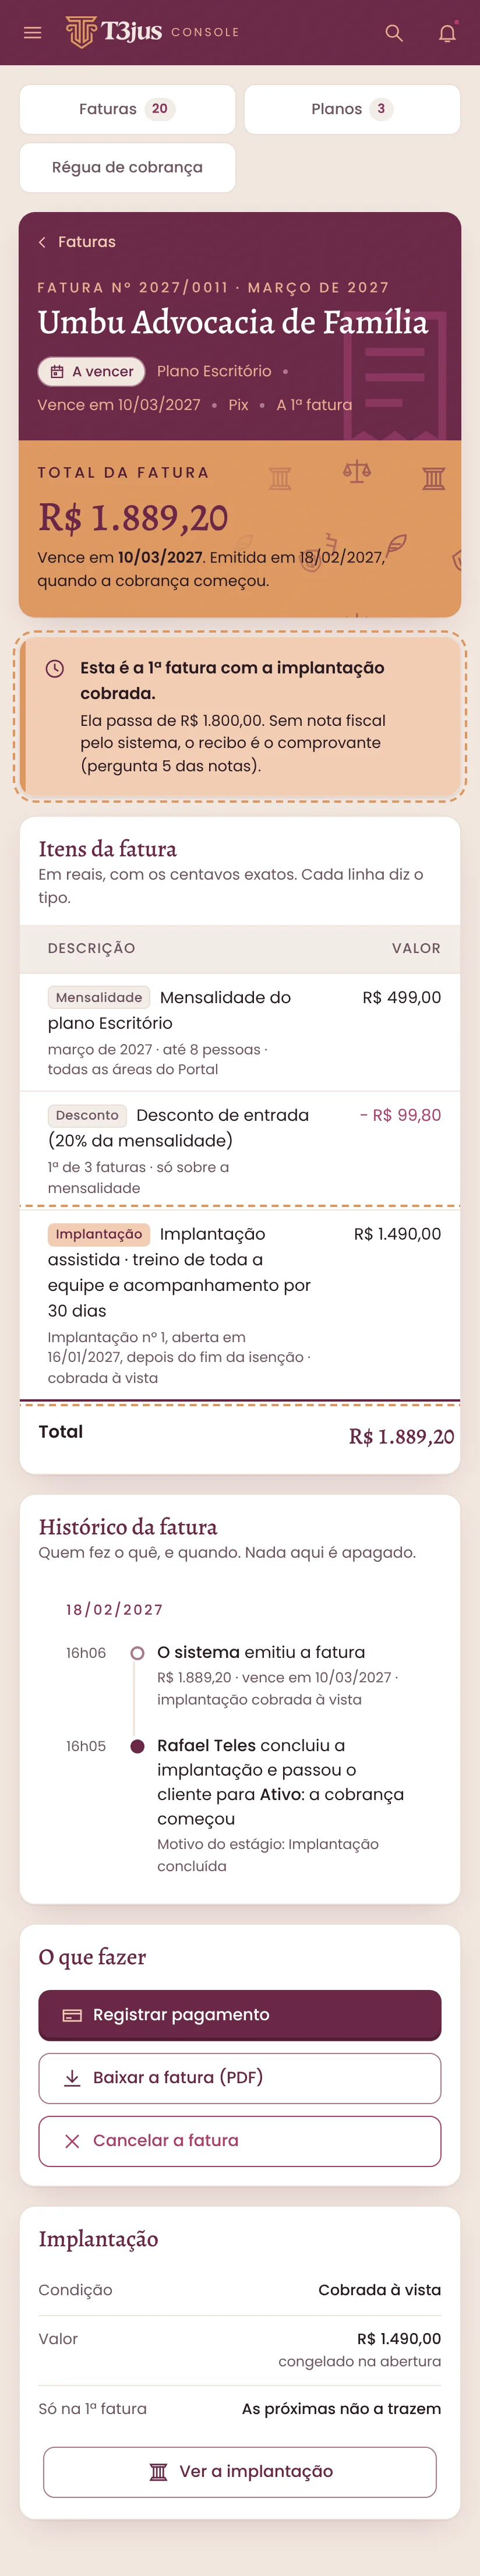 T3jus CONSOLE
Faturas 20
Planos 3
Régua de cobrança
Faturas
FATURA Nº 2027/0011 · MARÇO DE 2027
Umbu Advocacia de Família
A vencer Plano Escritório •
Vence em 10/03/2027 • Pix • A 1ª fatura
TOTAL DA FATURA
R$ 1.889,20
Vence em 10/03/2027. Emitida em 18/02/2027,
quando a cobrança começou.
Esta é a 1ª fatura com a implantação
cobrada.
Ela passa de R$ 1.800,00. Sem nota fiscal
pelo sistema, o recibo é o comprovante
(pergunta 5 das notas).
Itens da fatura
Em reais, com os centavos exatos. Cada linha diz o
tipo.
DESCRIÇÃO VALOR
Mensalidade Mensalidade do R$ 499,00
plano Escritório
março de 2027 · até 8 pessoas ·
todas as áreas do Portal
Desconto Desconto de entrada − R$ 99,80
(20% da mensalidade)
1ª de 3 faturas · só sobre a
mensalidade
Implantação Implantação R$ 1.490,00
assistida · treino de toda a
equipe e acompanhamento por
30 dias
Implantação nº 1, aberta em
16/01/2027, depois do fim da isenção ·
cobrada à vista
Total R$ 1.889,20
Histórico da fatura
Quem fez o quê, e quando. Nada aqui é apagado.
18/02/2027
16h06 O sistema emitiu a fatura
R$ 1.889,20 · vence em 10/03/2027 ·
implantação cobrada à vista
16h05 Rafael Teles concluiu a
implantação e passou o
cliente para Ativo: a cobrança
começou
Motivo do estágio: Implantação
concluída
O que fazer
Registrar pagamento
Baixar a fatura (PDF)
Cancelar a fatura
Implantação
Condição Cobrada à vista
Valor R$ 1.490,00
congelado na abertura
Só na 1ª fatura As próximas não a trazem
Ver a implantação